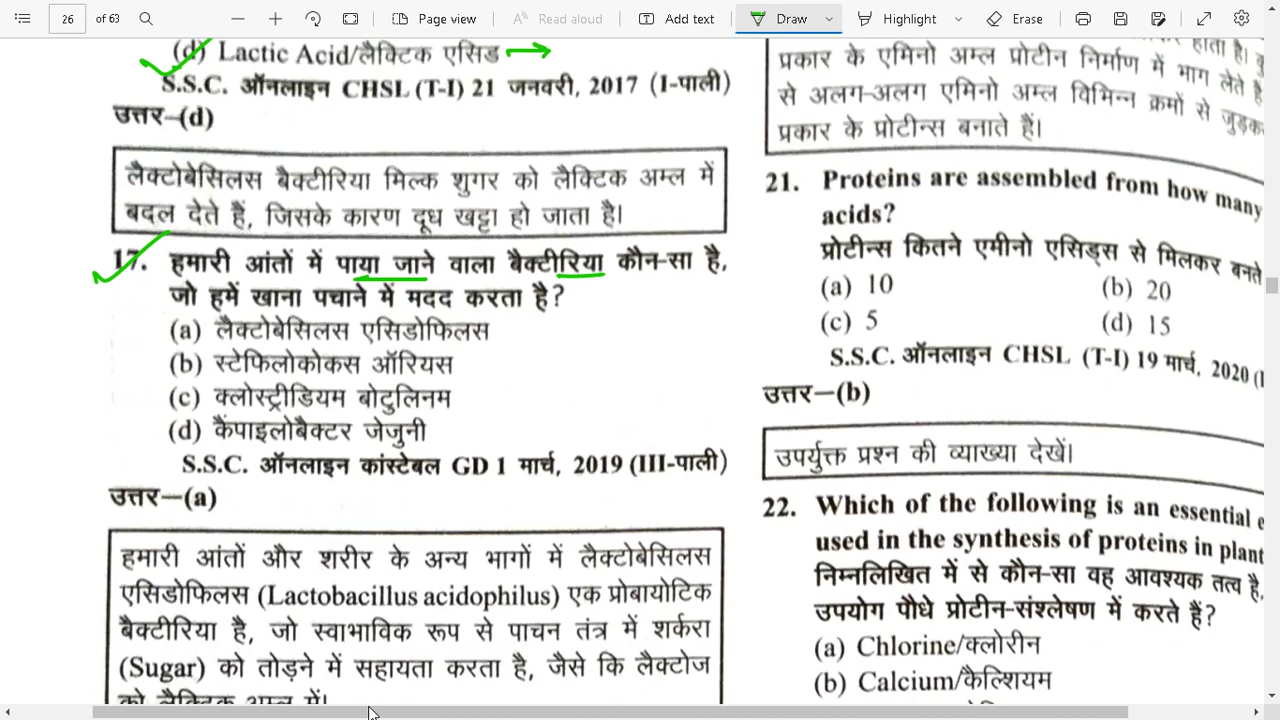 26 of 63
Page view
Read aloud
Add text
Draw
Highlight
Erase
(d) Lactic Acid/लैक्टिक एसिड
S.S.C. ऑनलाइन CHSL (T-I) 21 जनवरी, 2017 (I-पाली)
उत्तर–(d)
लैक्टोबेसिलस बैक्टीरिया मिल्क शुगर को लैक्टिक अम्ल में
बदल देते हैं, जिसके कारण दूध खट्टा हो जाता है।
17. हमारी आंतों में पाया जाने वाला बैक्टीरिया कौन-सा है,
जो हमें खाना पचाने में मदद करता है?
(a) लैक्टोबेसिलस एसिडोफिलस
(b) स्टेफिलोकोकस ऑरियस
(c) क्लोस्ट्रीडियम बोटुलिनम
(d) कैंपाइलोबैक्टर जेजुनी
S.S.C. ऑनलाइन कांस्टेबल GD 1 मार्च, 2019 (III-पाली)
उत्तर–(a)
हमारी आंतों और शरीर के अन्य भागों में लैक्टोबेसिलस
एसिडोफिलस (Lactobacillus acidophilus) एक प्रोबायोटिक
बैक्टीरिया है, जो स्वाभाविक रूप से पाचन तंत्र में शर्करा
(Sugar) को तोड़ने में सहायता करता है, जैसे कि लैक्टोज
को लैक्टिक अम्ल में।
होता है।
प्रकार के एमिनो अम्ल प्रोटीन निर्माण में भाग लेते है
से अलग-अलग एमिनो अम्ल विभिन्न क्रमों से जुड़क
प्रकार के प्रोटीन्स बनाते हैं।
21. Proteins are assembled from how many
acids?
प्रोटीन्स कितने एमीनो एसिड्स से मिलकर बनते
(a) 10 (b) 20
(c) 5 (d) 15
S.S.C. ऑनलाइन CHSL (T-I) 19 मार्च, 2020 (I
उत्तर–(b)
उपर्युक्त प्रश्न की व्याख्या देखें।
22. Which of the following is an essential e
used in the synthesis of proteins in plant
निम्नलिखित में से कौन-सा वह आवश्यक तत्व है,
उपयोग पौधे प्रोटीन-संश्लेषण में करते हैं?
(a) Chlorine/क्लोरीन
(b) Calcium/कैल्शियम